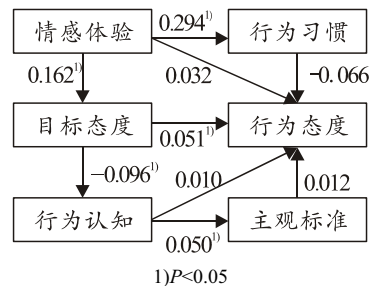 情感体验 0.294¹⁾ 行为习惯
0.162¹⁾ 0.032 −0.066
目标态度 0.051¹⁾ 行为态度
−0.096¹⁾ 0.010 0.012
行为认知 0.050¹⁾ 主观标准
1)P<0.05